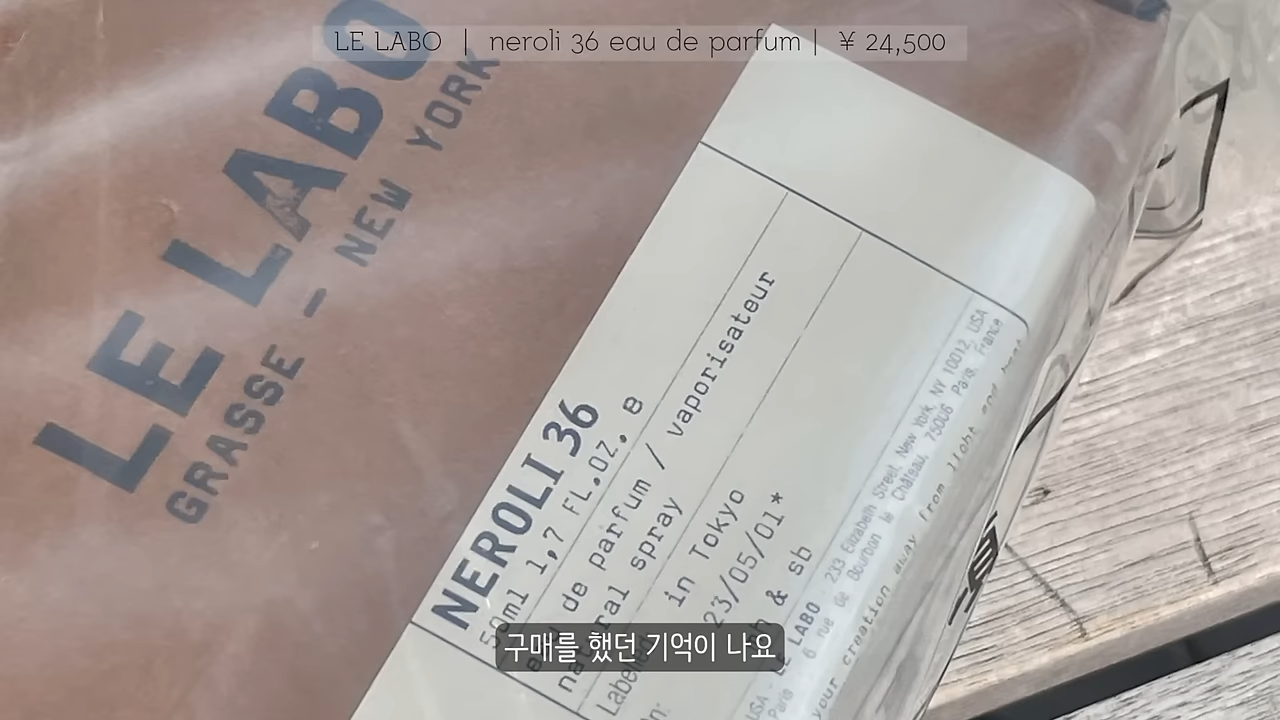 LE LABO | neroli 36 eau de parfum | ¥ 24,500
LE LABO
GRASSE - NEW YORK
NEROLI 36
50ml 1,7 FL.OZ. e
de parfum / vaporisateur
natural spray
Labeled in Tokyo
on: 23/05/01*
& sb
LE LABO 233 Elizabeth Street, New York, NY 10012, USA
6 rue de Bourbon le Château, 75006 Paris, France
your creation away from light and heat
구매를 했던 기억이 나요